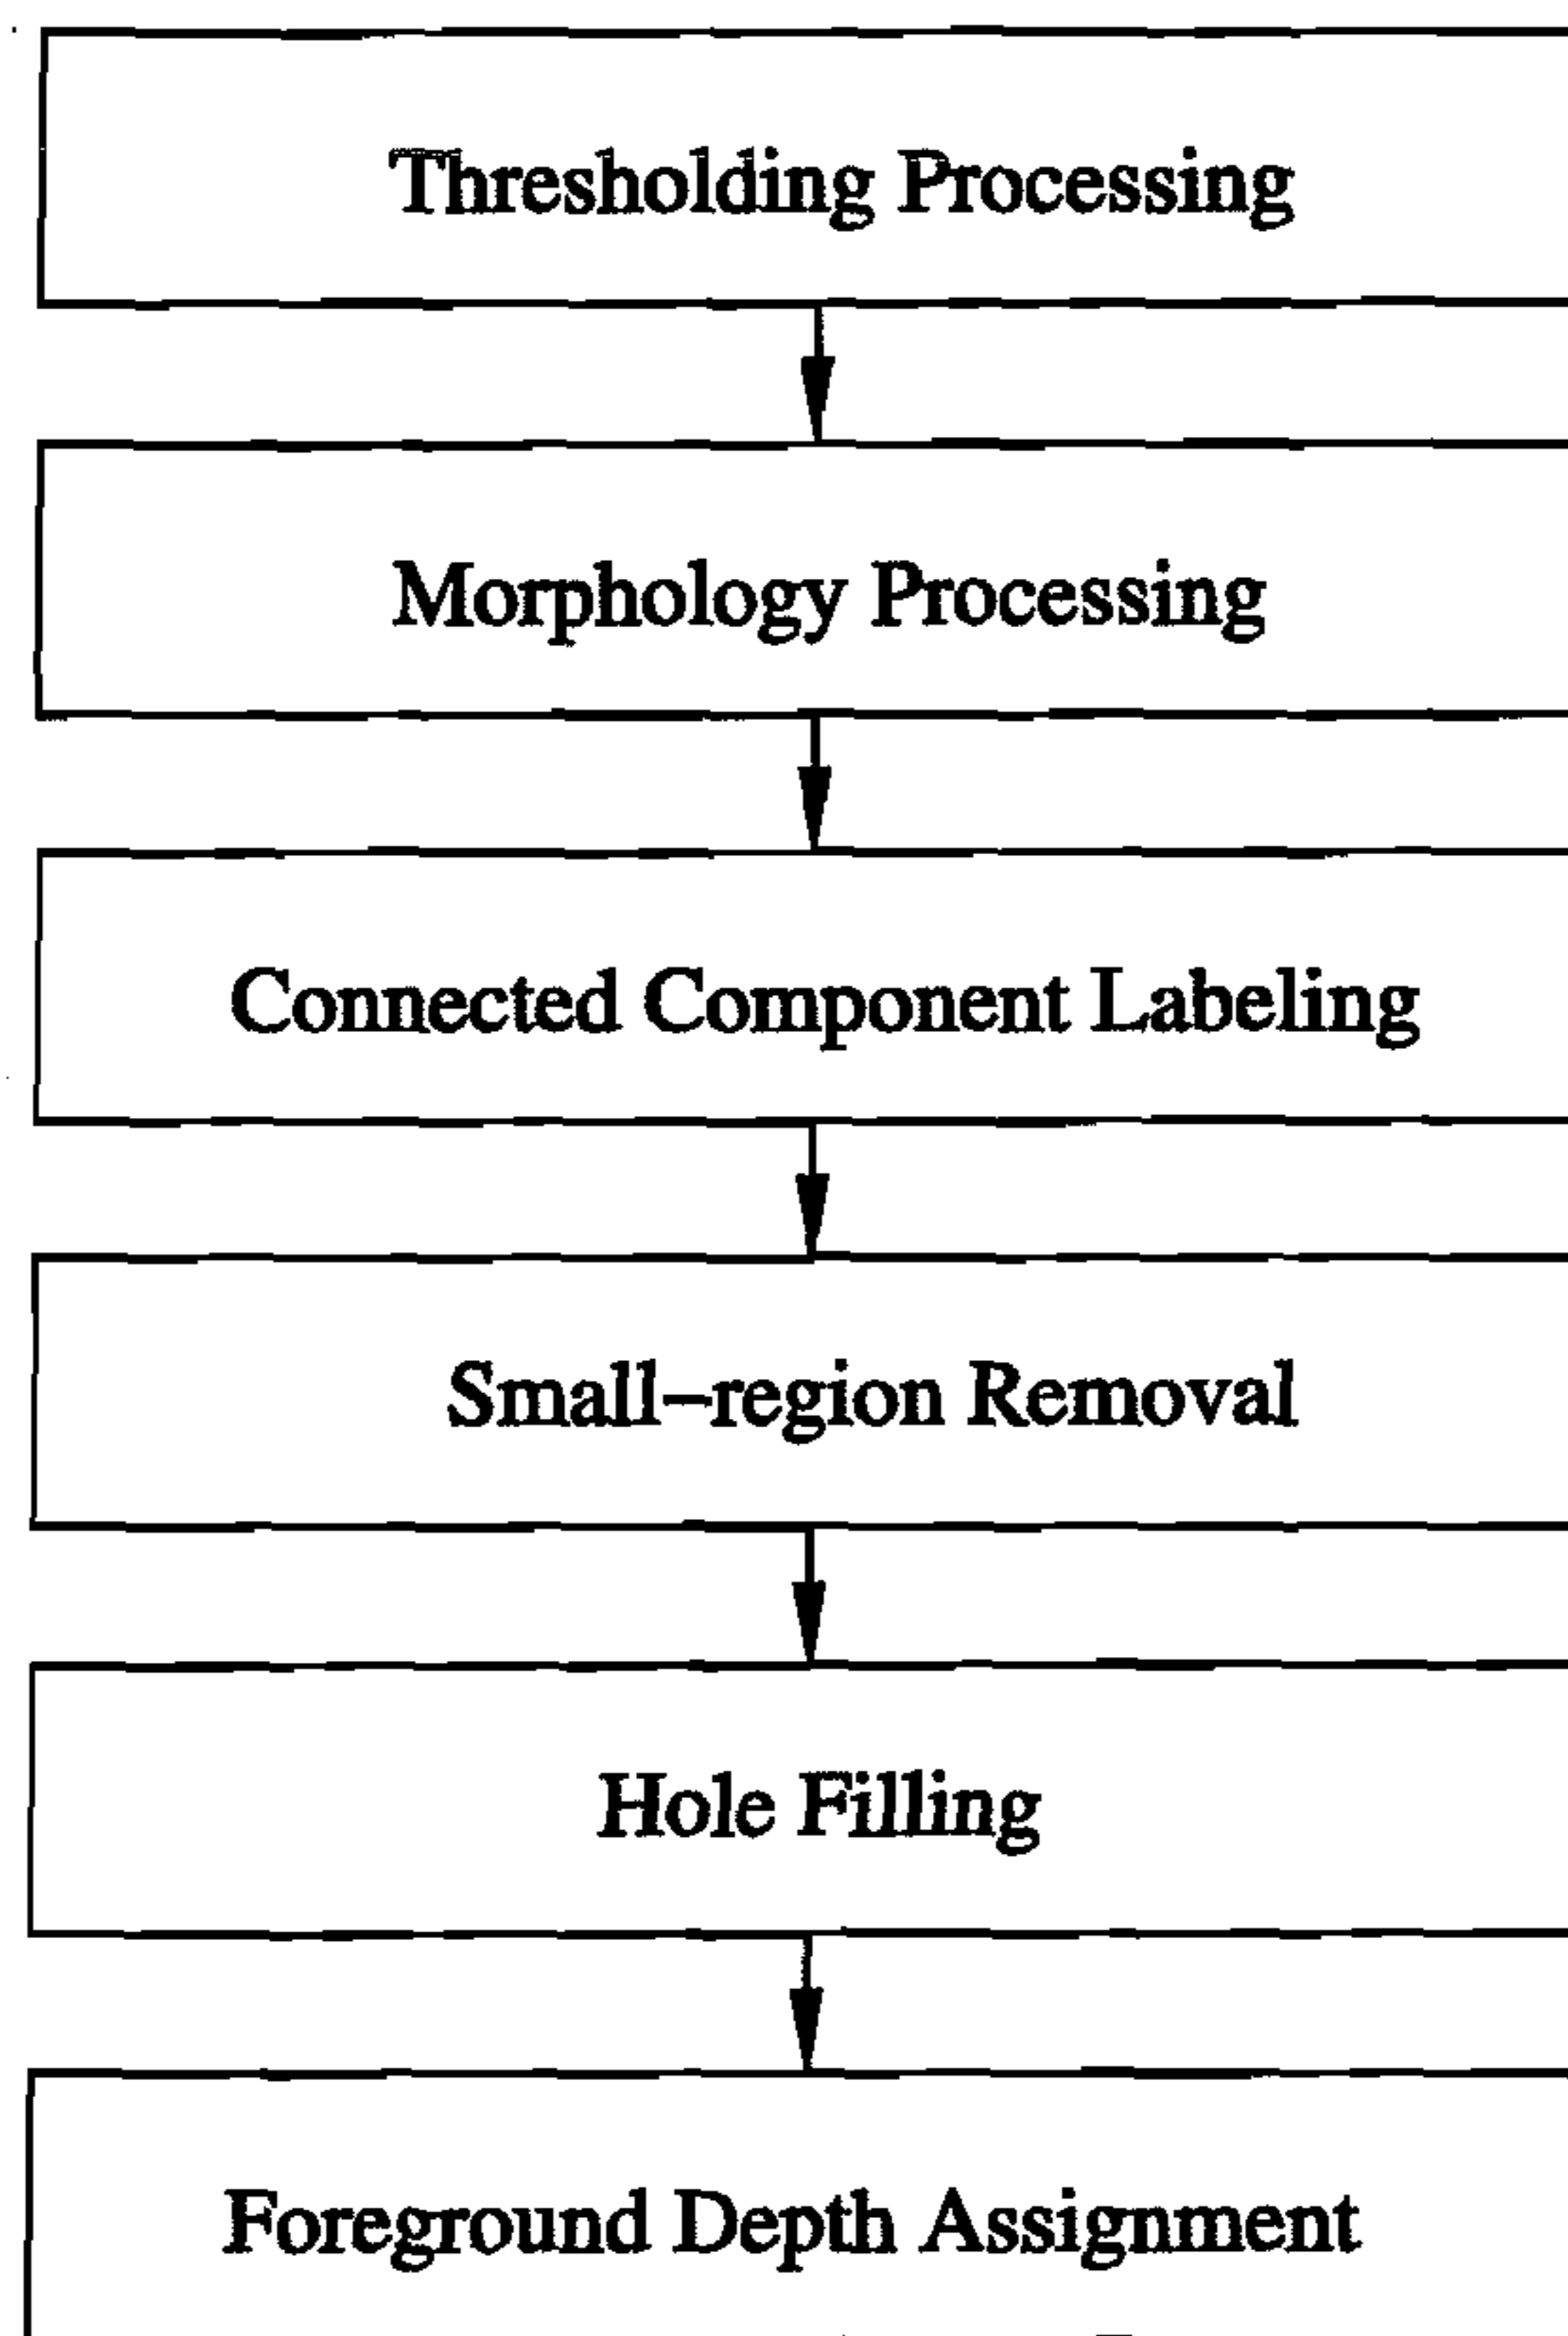 Thresholding Processing
Morphology Processing
Connected Component Labeling
Small-region Removal
Hole Filling
Foreground Depth Assignment